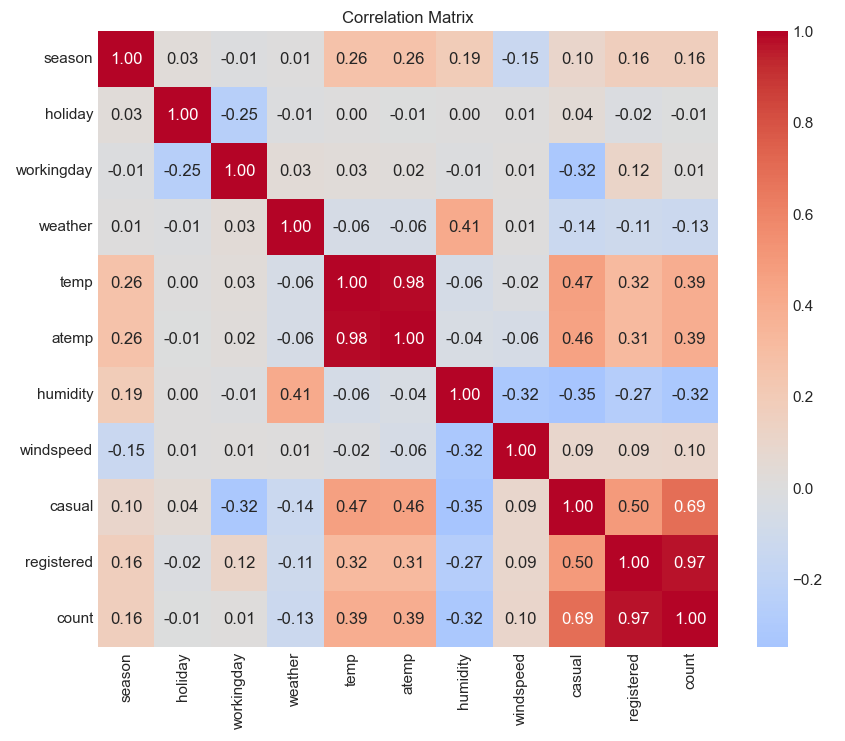 Correlation Matrix
season 1.00 0.03 -0.01 0.01 0.26 0.26 0.19 -0.15 0.10 0.16 0.16
holiday 0.03 1.00 -0.25 -0.01 0.00 -0.01 0.00 0.01 0.04 -0.02 -0.01
workingday -0.01 -0.25 1.00 0.03 0.03 0.02 -0.01 0.01 -0.32 0.12 0.01
weather 0.01 -0.01 0.03 1.00 -0.06 -0.06 0.41 0.01 -0.14 -0.11 -0.13
temp 0.26 0.00 0.03 -0.06 1.00 0.98 -0.06 -0.02 0.47 0.32 0.39
atemp 0.26 -0.01 0.02 -0.06 0.98 1.00 -0.04 -0.06 0.46 0.31 0.39
humidity 0.19 0.00 -0.01 0.41 -0.06 -0.04 1.00 -0.32 -0.35 -0.27 -0.32
windspeed -0.15 0.01 0.01 0.01 -0.02 -0.06 -0.32 1.00 0.09 0.09 0.10
casual 0.10 0.04 -0.32 -0.14 0.47 0.46 -0.35 0.09 1.00 0.50 0.69
registered 0.16 -0.02 0.12 -0.11 0.32 0.31 -0.27 0.09 0.50 1.00 0.97
count 0.16 -0.01 0.01 -0.13 0.39 0.39 -0.32 0.10 0.69 0.97 1.00
season holiday workingday weather temp atemp humidity windspeed casual registered count
1.0
0.8
0.6
0.4
0.2
0.0
−0.2